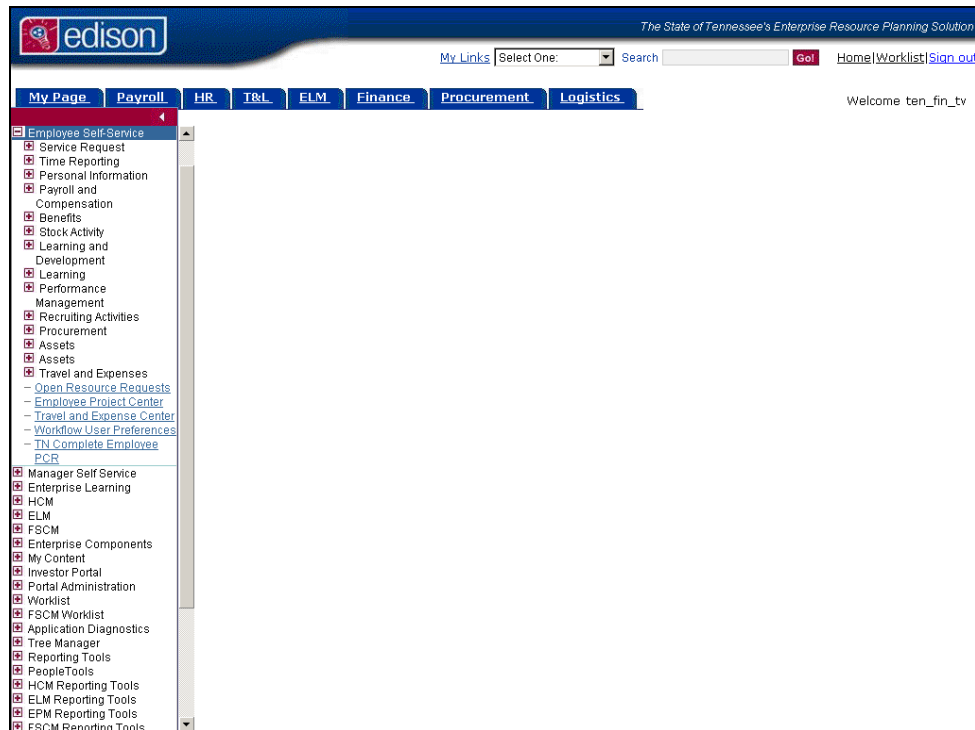 edison
The State of Tennessee's Enterprise Resource Planning Solution
My Links Select One: Search Go! Home|Worklist|Sign out
My Page Payroll HR T&L ELM Finance Procurement Logistics
Welcome ten_fin_tv
Employee Self-Service
Service Request
Time Reporting
Personal Information
Payroll and
Compensation
Benefits
Stock Activity
Learning and
Development
Learning
Performance
Management
Recruiting Activities
Procurement
Assets
Assets
Travel and Expenses
Open Resource Requests
Employee Project Center
Travel and Expense Center
Workflow User Preferences
TN Complete Employee
PCR
Manager Self Service
Enterprise Learning
HCM
ELM
FSCM
Enterprise Components
My Content
Investor Portal
Portal Administration
Worklist
FSCM Worklist
Application Diagnostics
Tree Manager
Reporting Tools
PeopleTools
HCM Reporting Tools
ELM Reporting Tools
EPM Reporting Tools
FSCM Reporting Tools